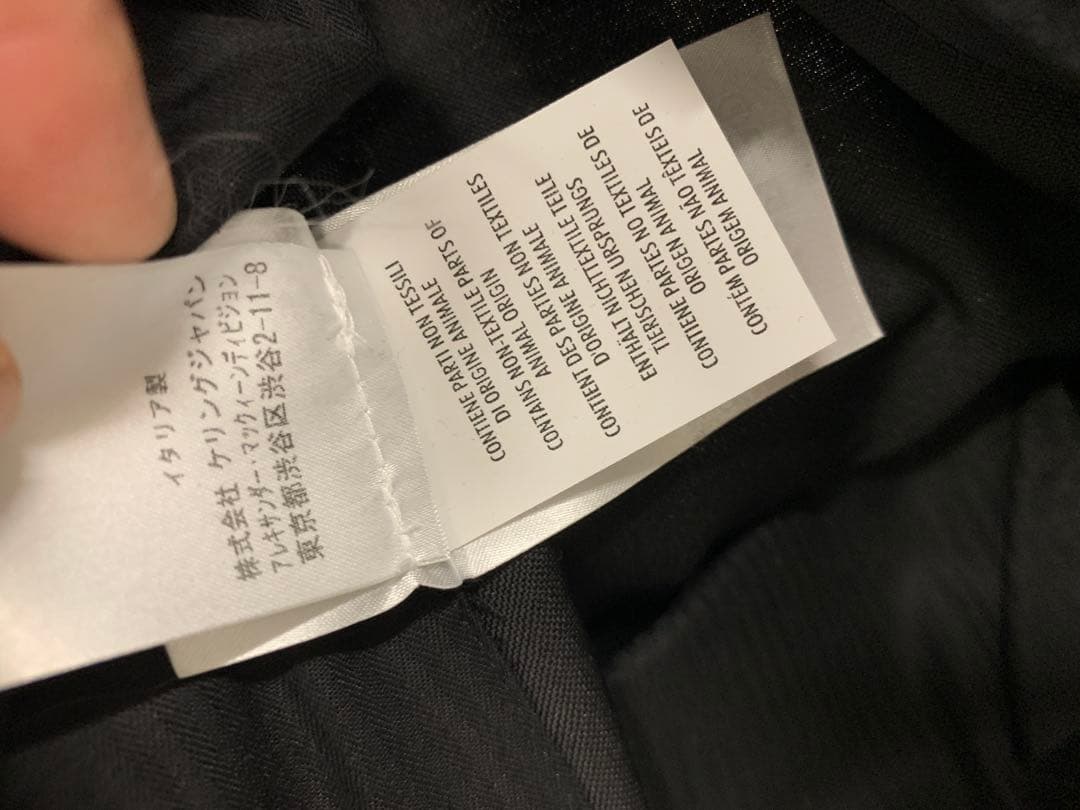 イタリア製
株式会社 ケリングジャパン
アレキサンダー・マックィーンディビジョン
東京都渋谷区渋谷2-11-8
CONTIENE PARTI NON TESSILI
DI ORIGINE ANIMALE
CONTAINS NON-TEXTILE PARTS OF
ANIMAL ORIGIN
CONTIENT DES PARTIES NON TEXTILES
D'ORIGINE ANIMALE
ENTHÄLT NICHTTEXTILE TEILE
TIERISCHEN URSPRUNGS
CONTIENE PARTES NO TEXTILES DE
ORIGEN ANIMAL
CONTÉM PARTES NAO TÊXTEIS DE
ORIGEM ANIMAL